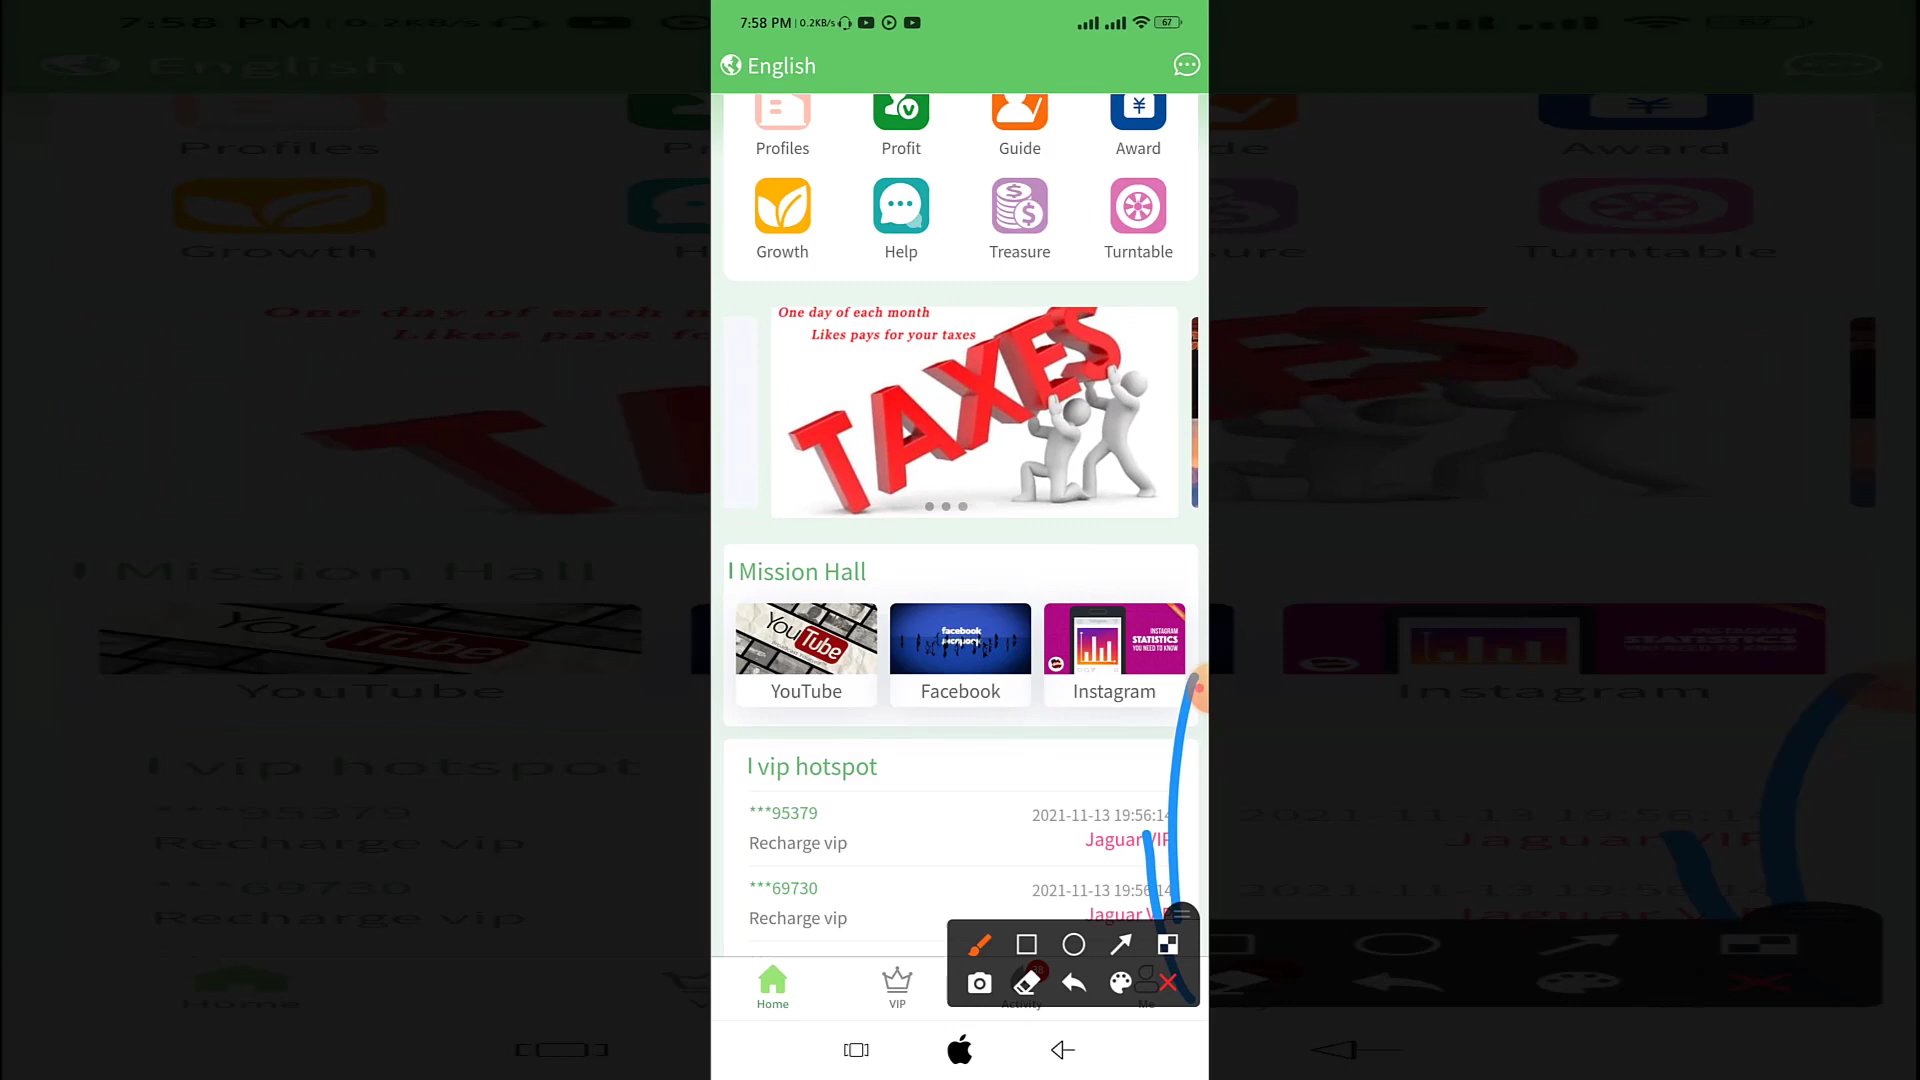 7:58 PM | 0.2KB/s
67
English
Profiles
Profit
Guide
Award
Growth
Help
Treasure
Turntable
One day of each month
Likes pays for your taxes
TAXES
Mission Hall
You Tube
facebook
INSTAGRAM
STATISTICS
YOU NEED TO KNOW
YouTube
Facebook
Instagram
vip hotspot
***95379
2021-11-13 19:56:14
Recharge vip
Jaguar VIP
***69730
2021-11-13 19:56:14
Recharge vip
Jaguar VIP
Home
VIP
Activity
Me